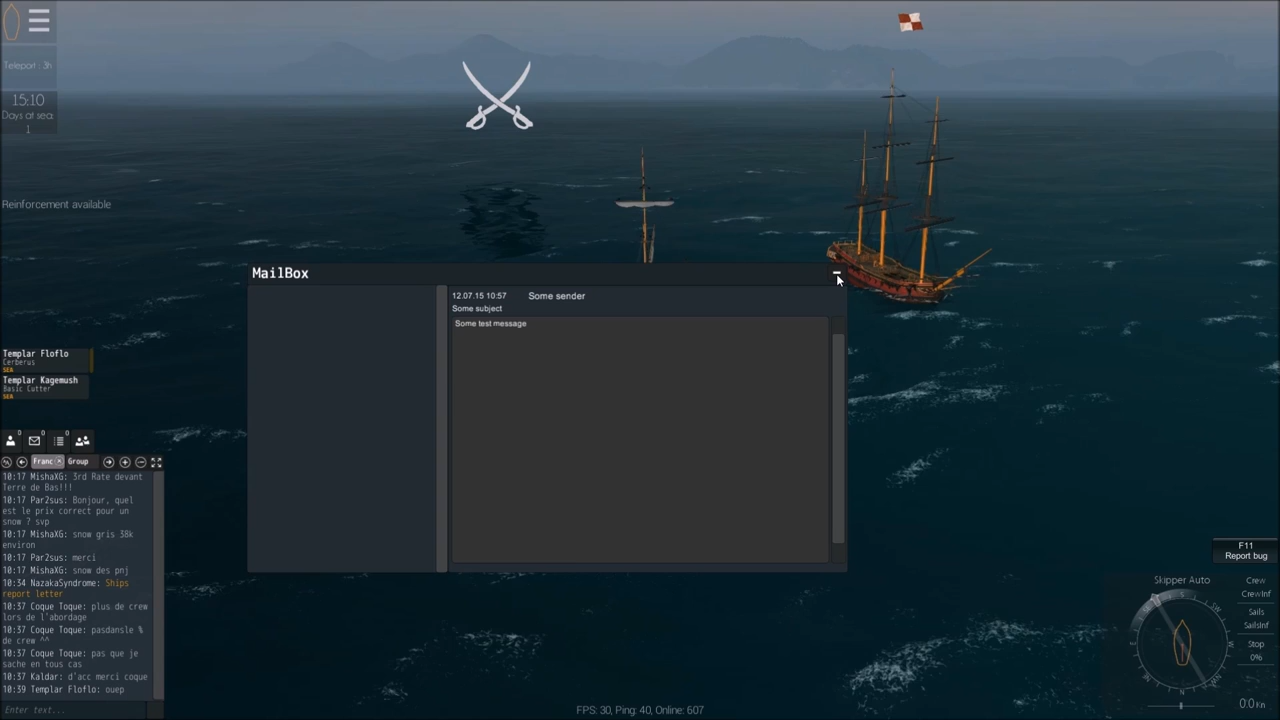 Teleport : 3h
15:10
Days at sea:
1
Reinforcement available
MailBox
12.07.15 10:57 Some sender
Some subject
Some test message
Templar Floflo
Cerberus
SEA
Templar Kagemush
Basic Cutter
SEA
0 0 0
Franc × Group
10:17 MishaXG: 3rd Rate devant
Terre de Bas!!!
10:17 Par2sus: Bonjour, quel
est le prix correct pour un
snow ? svp
10:17 MishaXG: snow gris 38k
environ
10:17 Par2sus: merci
10:17 MishaXG: snow des pnj
10:34 NazakaSyndrome: Ships
report letter
10:37 Coque Toque: plus de crew
lors de l'abordage
10:37 Coque Toque: pasdansle %
de crew ^^
10:37 Coque Toque: pas que je
sache en tous cas
10:37 Kaldar: d'acc merci coque
10:39 Templar Floflo: ouep
Enter text...
FPS: 30, Ping: 40, Online: 607
F11
Report bug
Skipper Auto
Crew
CrewInf
Sails
SailsInf
Stop
0%
S
SW
W
N
NE
E
0.0 Kn